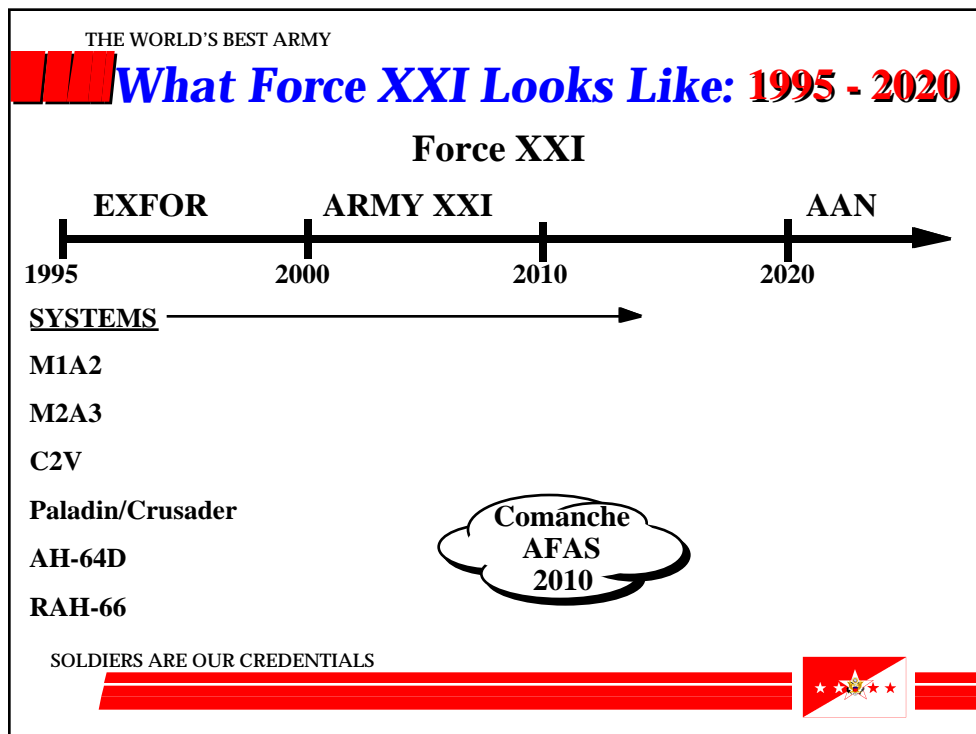 THE WORLD'S BEST ARMY
What Force XXI Looks Like: 1995 - 2020
Force XXI
EXFOR ARMY XXI AAN
1995 2000 2010 2020
SYSTEMS
M1A2
M2A3
C2V
Paladin/Crusader
AH-64D
RAH-66
Comanche
AFAS
2010
SOLDIERS ARE OUR CREDENTIALS